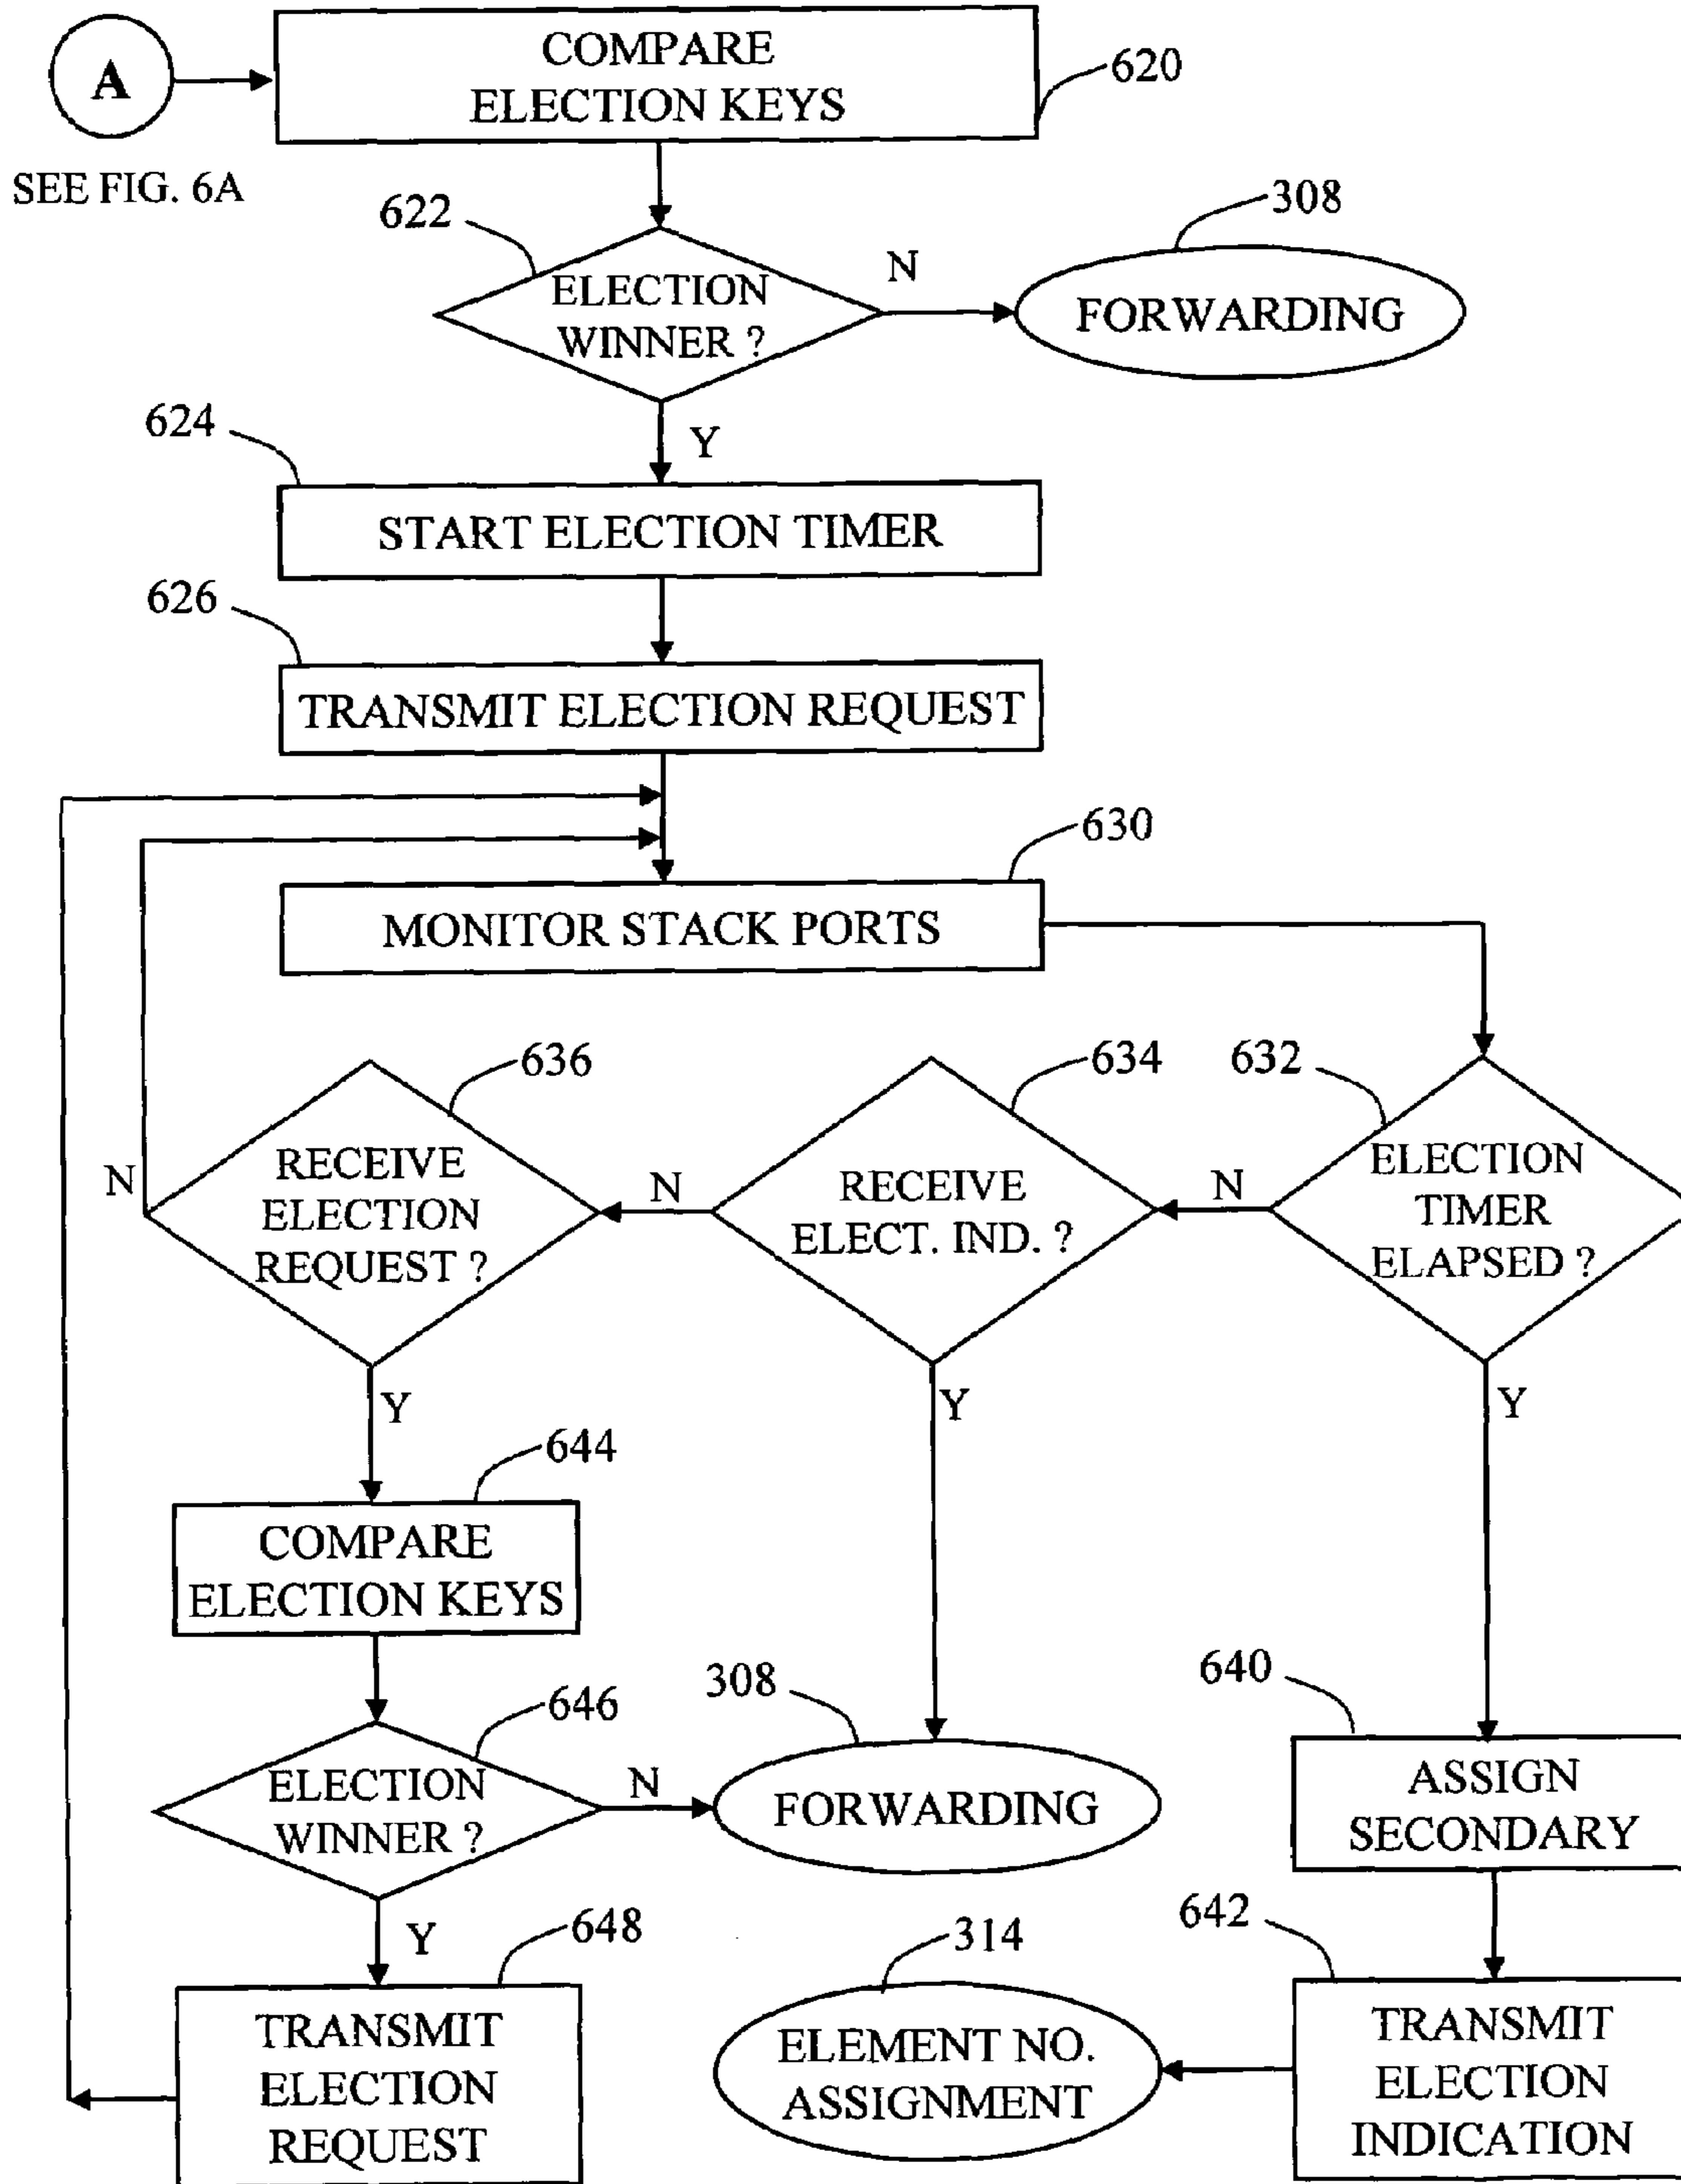 A
COMPARE
ELECTION KEYS
620
SEE FIG. 6A
622
ELECTION
WINNER ?
N
308
FORWARDING
Y
624
START ELECTION TIMER
626
TRANSMIT ELECTION REQUEST
630
MONITOR STACK PORTS
636
RECEIVE
ELECTION
REQUEST ?
N
634
RECEIVE
ELECT. IND. ?
N
632
ELECTION
TIMER
ELAPSED ?
N
Y
Y
Y
644
COMPARE
ELECTION KEYS
646
ELECTION
WINNER ?
N
308
FORWARDING
640
ASSIGN
SECONDARY
Y
648
TRANSMIT
ELECTION
REQUEST
314
ELEMENT NO.
ASSIGNMENT
642
TRANSMIT
ELECTION
INDICATION